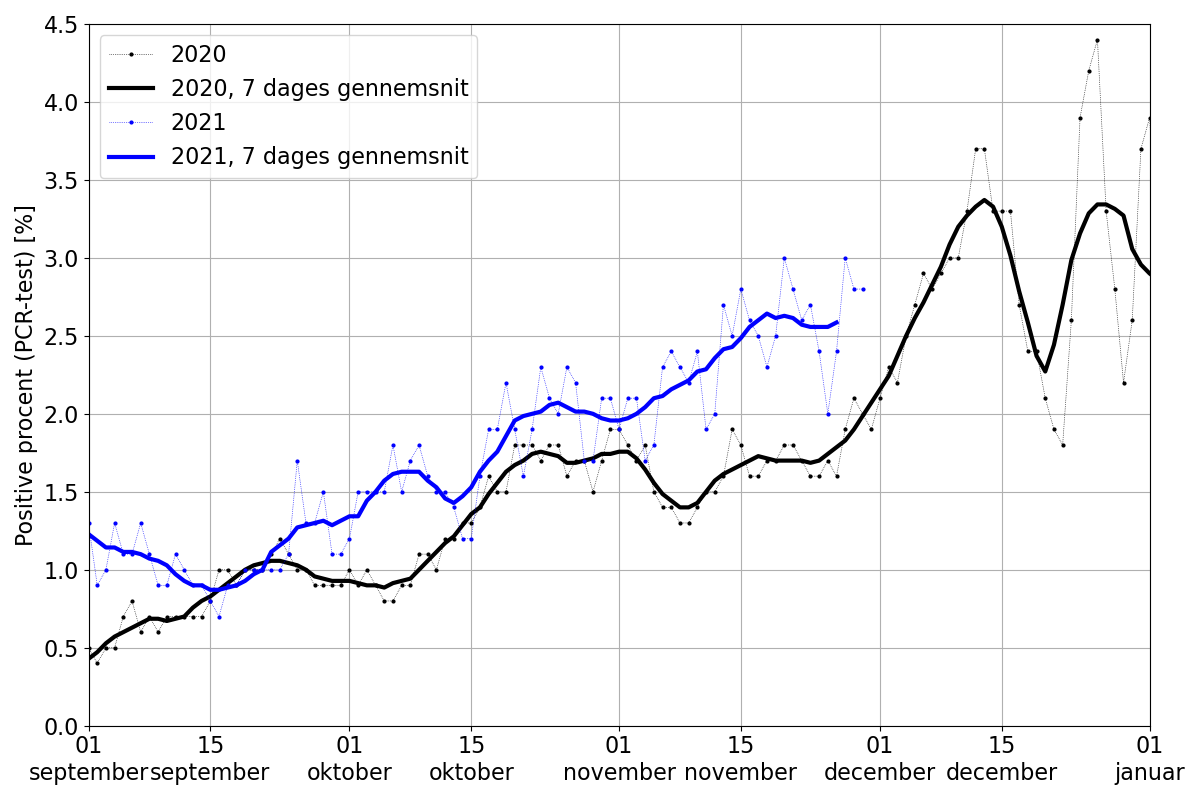 4.5
4.0
3.5
3.0
2.5
2.0
1.5
1.0
0.5
0.0
Positive procent (PCR-test) [%]
2020
2020, 7 dages gennemsnit
2021
2021, 7 dages gennemsnit
01 september
15 september
01 oktober
15 oktober
01 november
15 november
01 december
15 december
01 januar